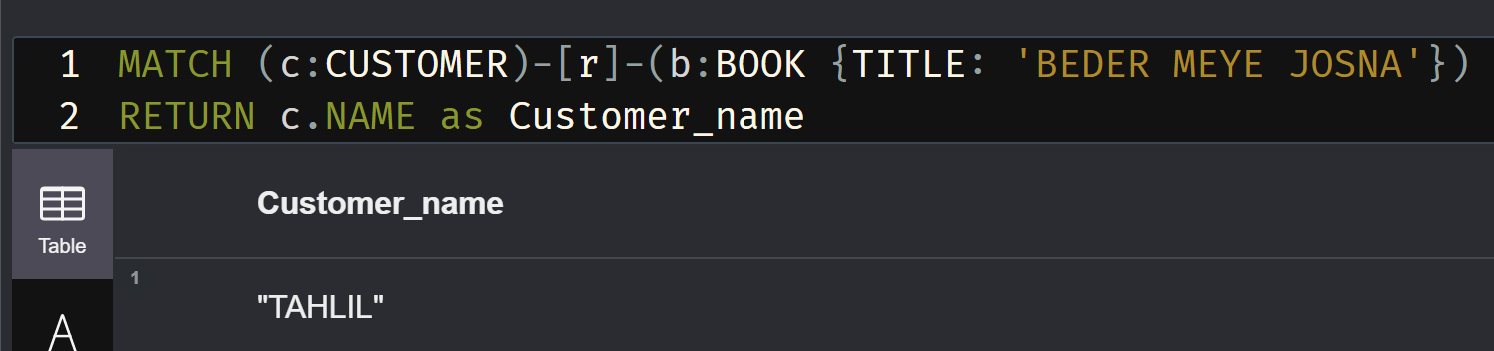 1 MATCH (c:CUSTOMER)-[r]-(b:BOOK {TITLE: 'BEDER MEYE JOSNA'})
2 RETURN c.NAME as Customer_name
Customer_name
Table
1
"TAHLIL"
A